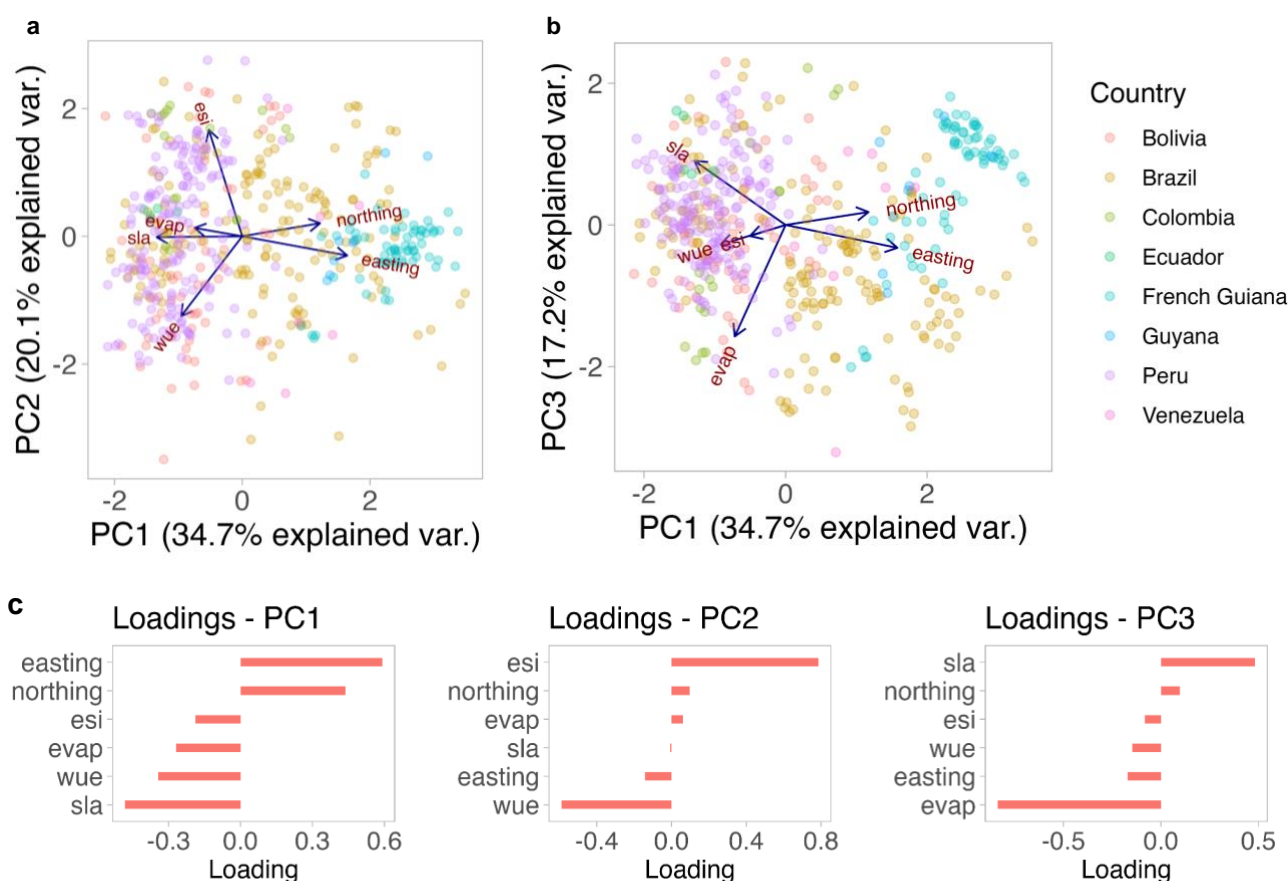 a
PC2 (20.1% explained var.)
2
0
-2
esi
evap
sla
wue
northing
easting
-2 0 2
PC1 (34.7% explained var.)
b
PC3 (17.2% explained var.)
2
0
-2
sla
wue
esi
evap
northing
easting
-2 0 2
PC1 (34.7% explained var.)
Country
Bolivia
Brazil
Colombia
Ecuador
French Guiana
Guyana
Peru
Venezuela
c
Loadings - PC1
easting
northing
esi
evap
wue
sla
-0.3 0.0 0.3 0.6
Loading
Loadings - PC2
esi
northing
evap
sla
easting
wue
-0.4 0.0 0.4 0.8
Loading
Loadings - PC3
sla
northing
esi
wue
easting
evap
-0.5 0.0 0.5
Loading